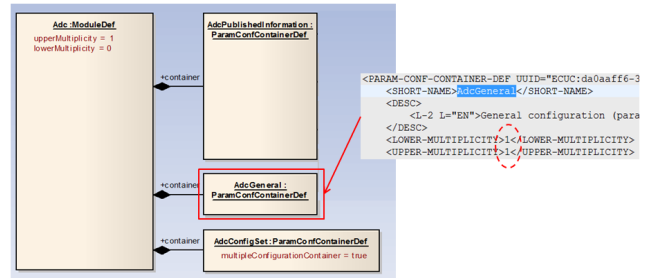 Adc :ModuleDef
upperMultiplicity = 1
lowerMultiplicity = 0
AdcPublishedInformation :
ParamConfContainerDef
+container
+container
AdcGeneral :
ParamConfContainerDef
+container
AdcConfigSet :ParamConfContainerDef
multipleConfigurationContainer = true
<PARAM-CONF-CONTAINER-DEF UUID="ECUC:da0aaff6-3
<SHORT-NAME>AdcGeneral</SHORT-NAME>
<DESC>
<L-2 L="EN">General configuration (para
</DESC>
<LOWER-MULTIPLICITY>1</LOWER-MULTIPLICITY>
<UPPER-MULTIPLICITY>1</UPPER-MULTIPLICITY>